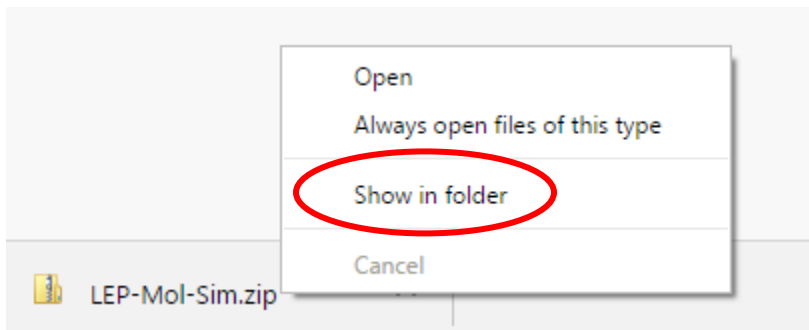 Open
Always open files of this type
Show in folder
Cancel
LEP-Mol-Sim.zip